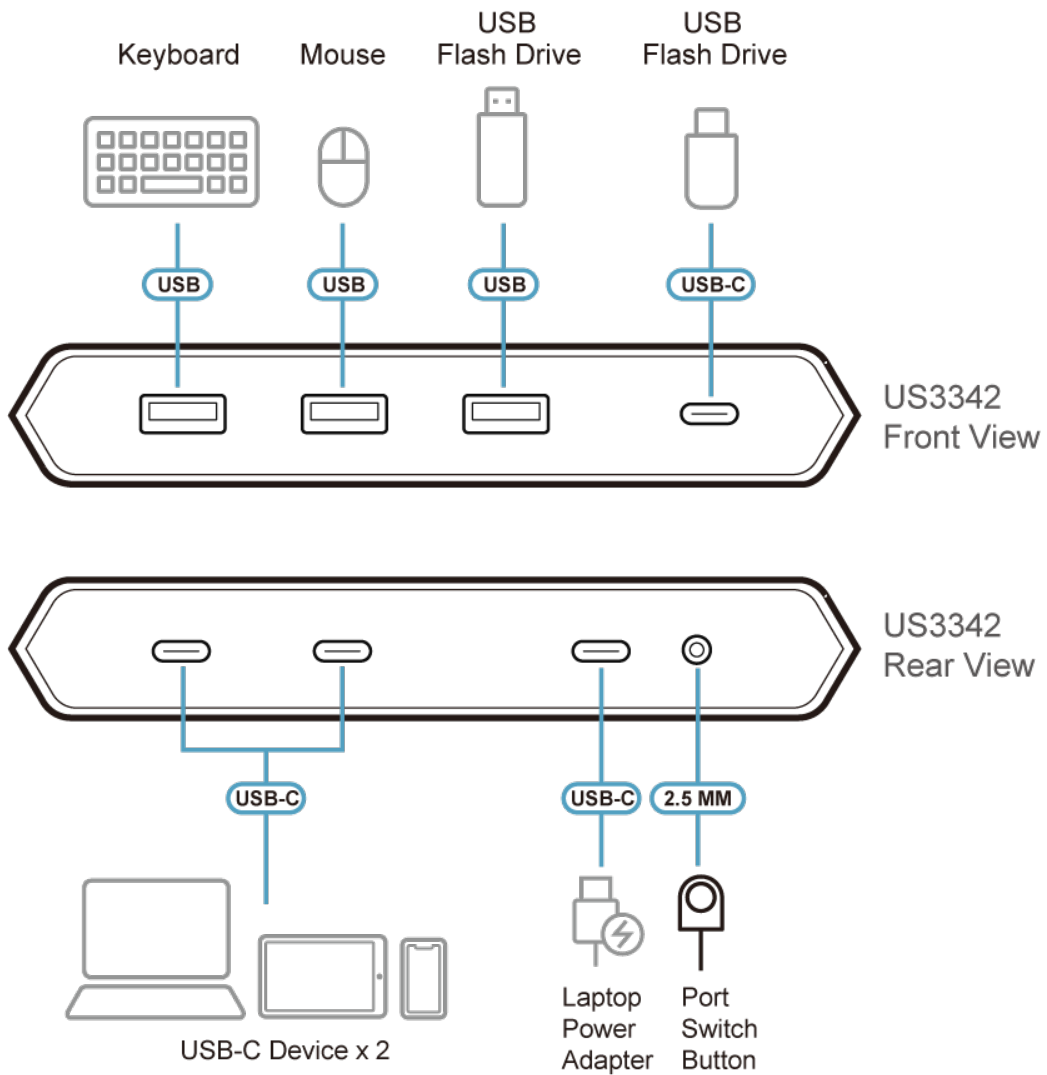 Keyboard
Mouse
USB
Flash Drive
USB
Flash Drive
USB
USB
USB
USB-C
US3342
Front View
US3342
Rear View
USB-C
USB-C
2.5 MM
USB-C Device x 2
Laptop
Power
Adapter
Port
Switch
Button